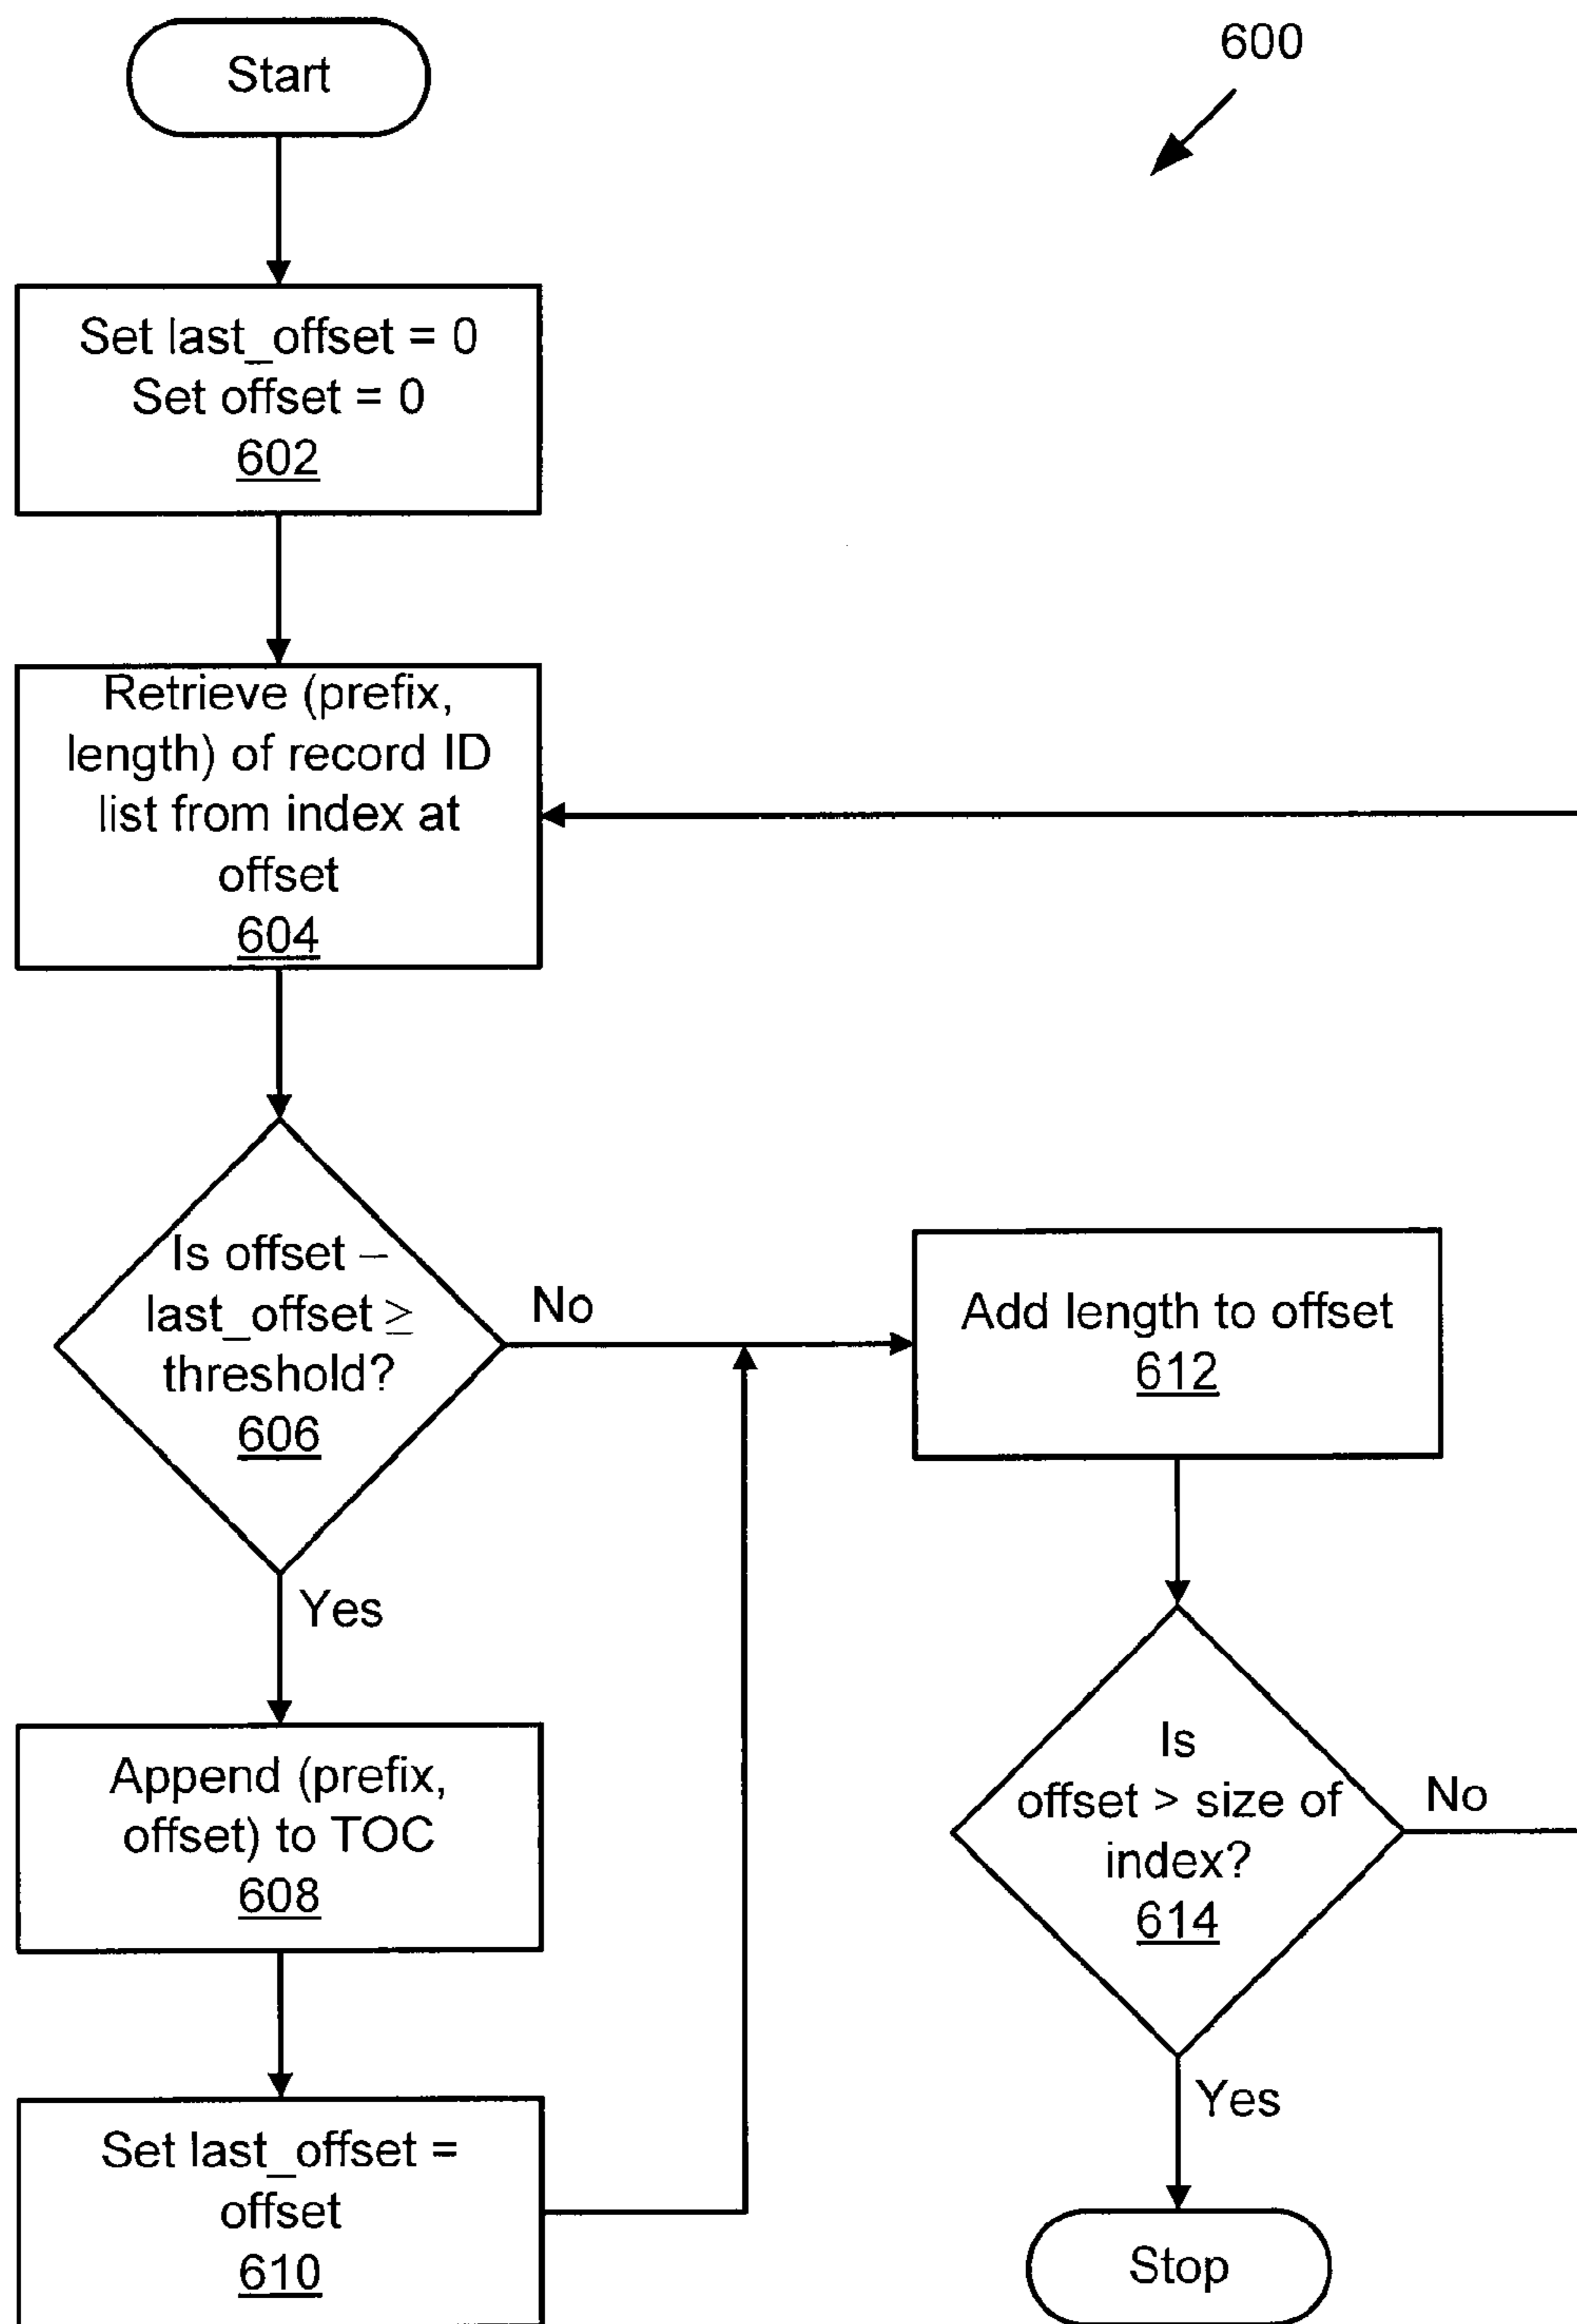 Start
600
Set last_offset = 0
Set offset = 0
602
Retrieve (prefix,
length) of record ID
list from index at
offset
604
Is offset –
last_offset ≥
threshold?
606
No
Yes
Append (prefix,
offset) to TOC
608
Set last_offset =
offset
610
Add length to offset
612
Is
offset > size of
index?
614
No
Yes
Stop